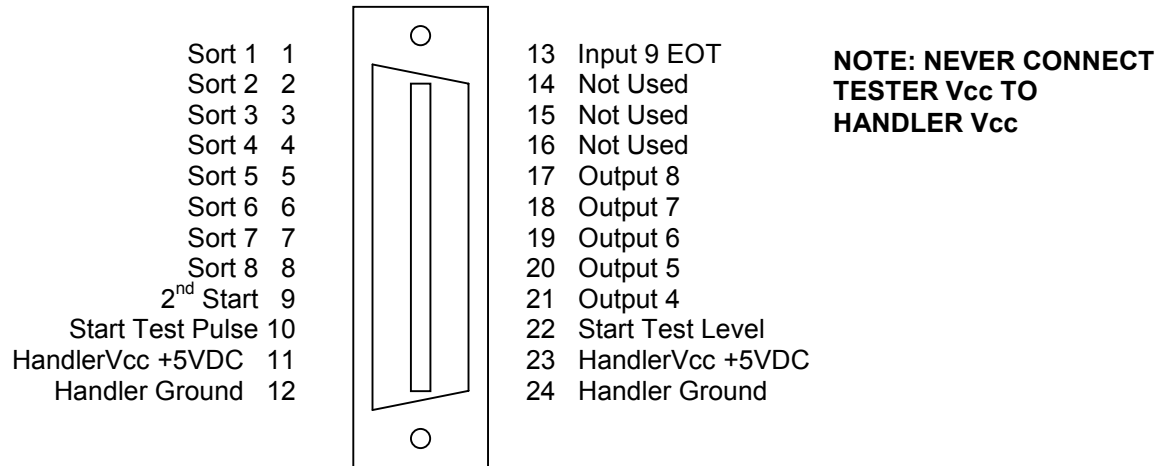 Sort 1 1
Sort 2 2
Sort 3 3
Sort 4 4
Sort 5 5
Sort 6 6
Sort 7 7
Sort 8 8
2nd Start 9
Start Test Pulse 10
HandlerVcc +5VDC 11
Handler Ground 12
13 Input 9 EOT
14 Not Used
15 Not Used
16 Not Used
17 Output 8
18 Output 7
19 Output 6
20 Output 5
21 Output 4
22 Start Test Level
23 HandlerVcc +5VDC
24 Handler Ground
NOTE: NEVER CONNECT
TESTER Vcc TO
HANDLER Vcc